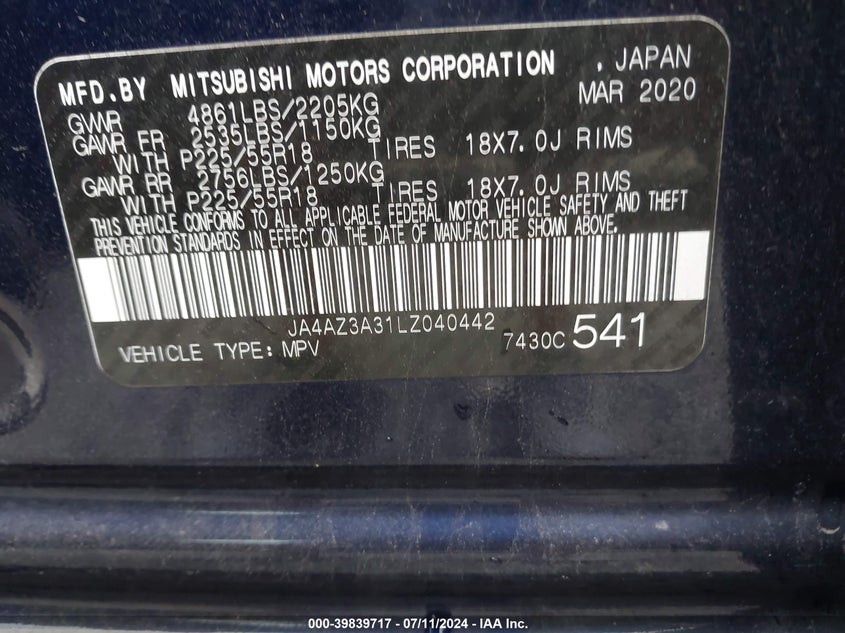 MFD.BY MITSUBISHI MOTORS CORPORATION , JAPAN
GVWR 4861LBS/2205KG MAR 2020
GAWR FR 2535LBS/1150KG
WITH P225/55R18 TIRES 18X7.0J RIMS
GAWR RR 2756LBS/1250KG
WITH P225/55R18 TIRES 18X7.0J RIMS
THIS VEHICLE CONFORMS TO ALL APPLICABLE FEDERAL MOTOR VEHICLE SAFETY AND THEFT
PREVENTION STANDARDS IN EFFECT ON THE DATE OF MANUFACTURE SHOWN ABOVE.
JA4AZ3A31LZ040442
VEHICLE TYPE: MPV 7430C 541
000-39839717 - 07/11/2024 - IAA Inc.